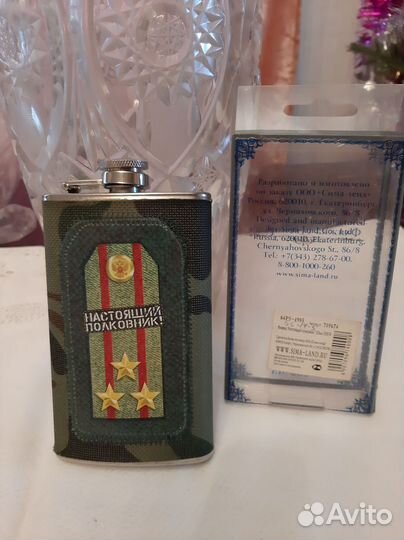 НАСТОЯЩИЙ
ПОЛКОВНИК!
Разработано и изготовлено
по заказу ООО «Сима-ленд»
Россия, 620010, г. Екатеринбург,
ул. Черняховского, 86/8
Designed and manufactured
Russia, 620010, Ekaterinburg,
Chernyahovskogo St., 86/8
Тел.: +7(343) 278-67-00,
8-800-1000-260
www.sima-land.ru
WWW.SIMA-LAND.RU
Avito